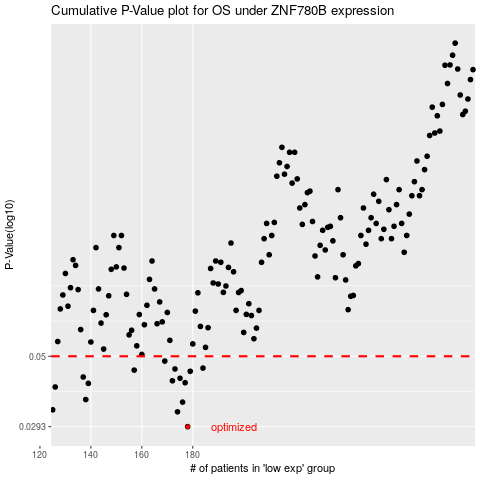 Cumulative P-Value plot for OS under ZNF780B expression
P-Value(log10)
0.05
0.0293
optimized
120 140 160 180
# of patients in 'low exp' group